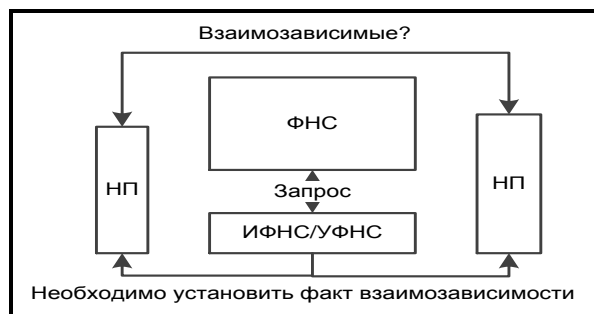 Взаимозависимые?
ФНС
НП
Запрос
НП
ИФНС/УФНС
Необходимо установить факт взаимозависимости